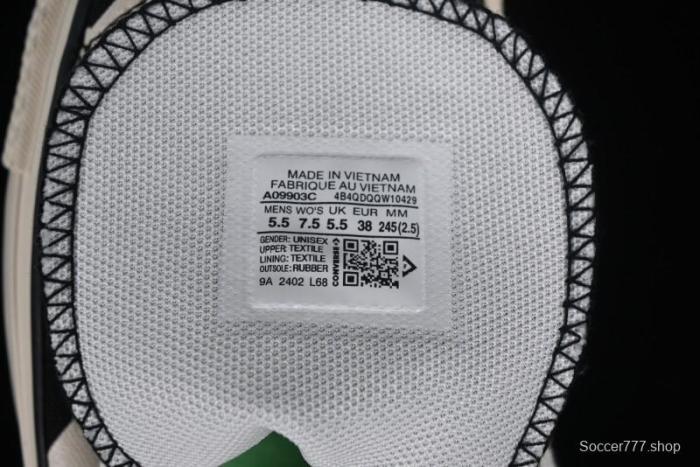 MADE IN VIETNAM
FABRIQUE AU VIETNAM
A09903C 4B4QDQQW10429
MENS WO'S UK EUR MM
5.5 7.5 5.5 38 245(2.5)
GENDER: UNISEX
UPPER: TEXTILE
LINING: TEXTILE
OUTSOLE: RUBBER
CONVERSE
9A 2402 L68
Soccer777.shop